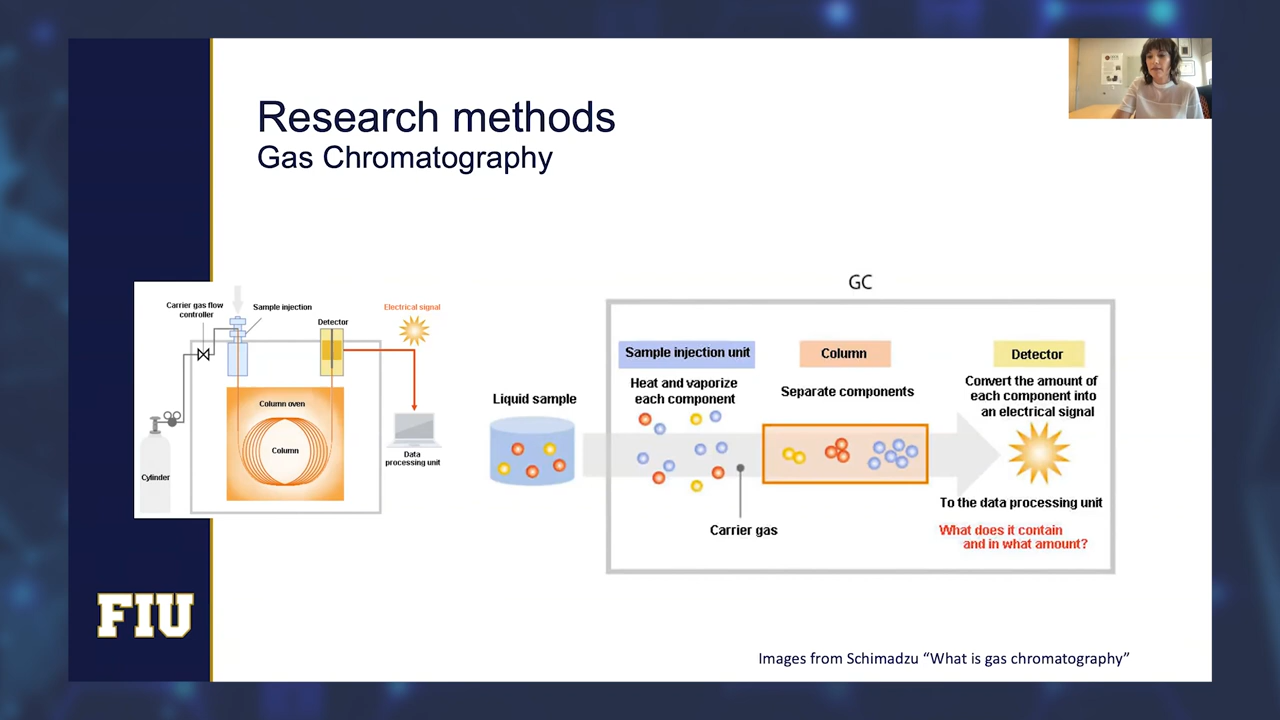 Research methods
Gas Chromatography
Carrier gas flow
controller
Sample injection
Electrical signal
Detector
Column oven
Column
Cylinder
Data
processing unit
GC
Liquid sample
Sample injection unit
Heat and vaporize
each component
Carrier gas
Column
Separate components
Detector
Convert the amount of
each component into
an electrical signal
To the data processing unit
What does it contain
and in what amount?
FIU
Images from Schimadzu “What is gas chromatography”